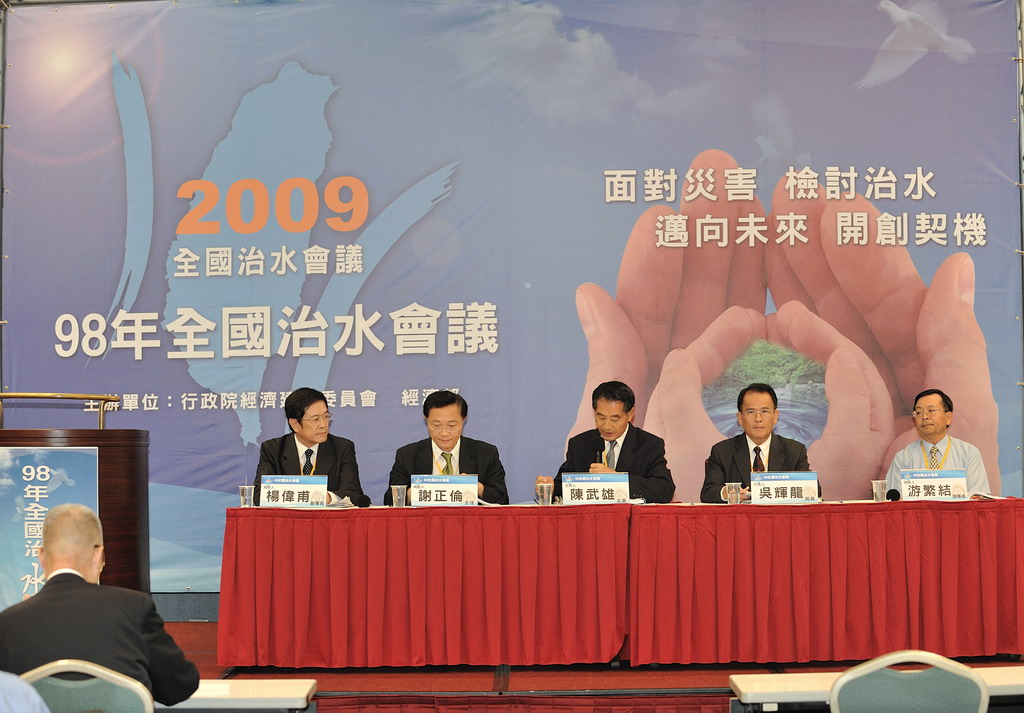 2009
全國治水會議
98年全國治水會議
主辦單位：行政院經濟 委員會 經濟部
面對災害 檢討治水
邁向未來 開創契機
98年全國治水
楊偉甫
謝正倫
陳武雄
吳輝龍
游繁結